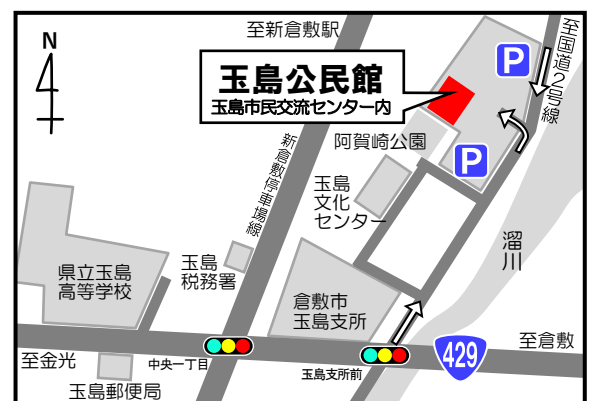 至新倉敷駅
N
至国道2号線
P
玉島公民館
玉島市民交流センター内
新倉敷停車場線
阿賀崎公園
P
玉島
文化
センター
溜川
県立玉島
高等学校
玉島
税務署
倉敷市
玉島支所
至金光
中央一丁目
玉島支所前
429
至倉敷
玉島郵便局